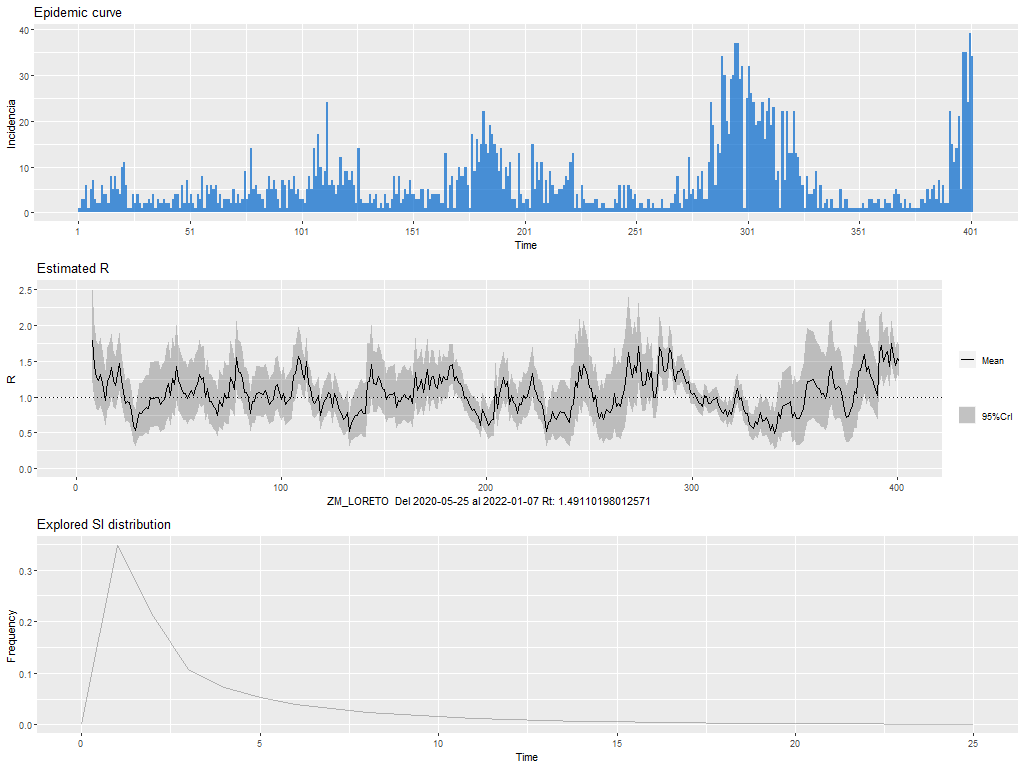 Epidemic curve
40
30
20
10
0
Incidencia
1 51 101 151 201 251 301 351 401
Time
Estimated R
2.5
2.0
1.5
1.0
0.5
0.0
R
Mean
95%CrI
0 100 200 300 400
ZM_LORETO Del 2020-05-25 al 2022-01-07 Rt: 1.49110198012571
Explored SI distribution
0.3
0.2
0.1
0.0
Frequency
0 5 10 15 20 25
Time